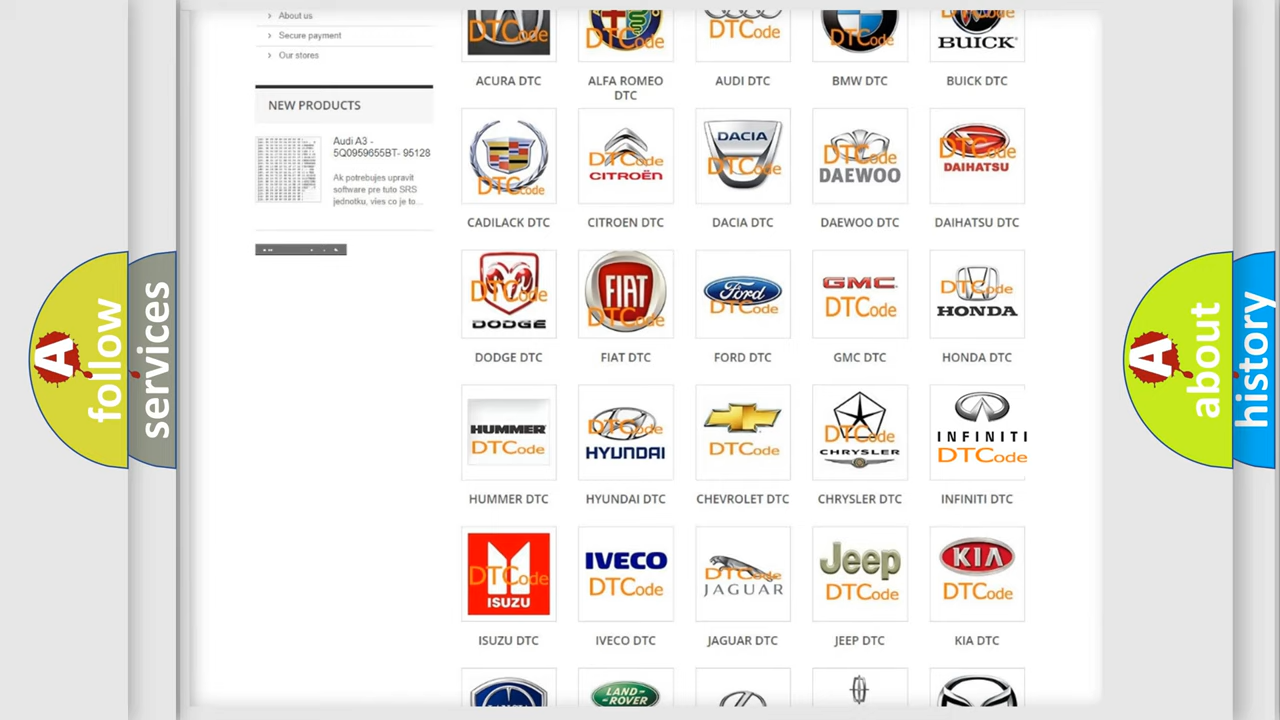 About us
Secure payment
Our stores
NEW PRODUCTS
Audi A3 -
5Q0959655BT- 95128
Ak potrebujes upravit
software pre tuto SRS
jednotku, vies co je to...
A
follow
services
DTCode
DTCode
DTCode
DTCode
DTCode
BUICK
ACURA DTC
ALFA ROMEO
DTC
AUDI DTC
BMW DTC
BUICK DTC
DTCode
DTCode
CITROËN
DACIA
DTCode
DTCode
DAEWOO
DTCode
DAIHATSU
CADILACK DTC
CITROEN DTC
DACIA DTC
DAEWOO DTC
DAIHATSU DTC
DTCode
DODGE
FIAT
DTCode
Ford
DTCode
GMC
DTCode
DTCode
HONDA
DODGE DTC
FIAT DTC
FORD DTC
GMC DTC
HONDA DTC
HUMMER
DTCode
DTCode
HYUNDAI
DTCode
DTCode
CHRYSLER
INFINITI
DTCode
HUMMER DTC
HYUNDAI DTC
CHEVROLET DTC
CHRYSLER DTC
INFINITI DTC
DTCode
ISUZU
IVECO
DTCode
DTCode
JAGUAR
Jeep
DTCode
KIA
DTCode
ISUZU DTC
IVECO DTC
JAGUAR DTC
JEEP DTC
KIA DTC
LAND-
ROVER
A
about
history